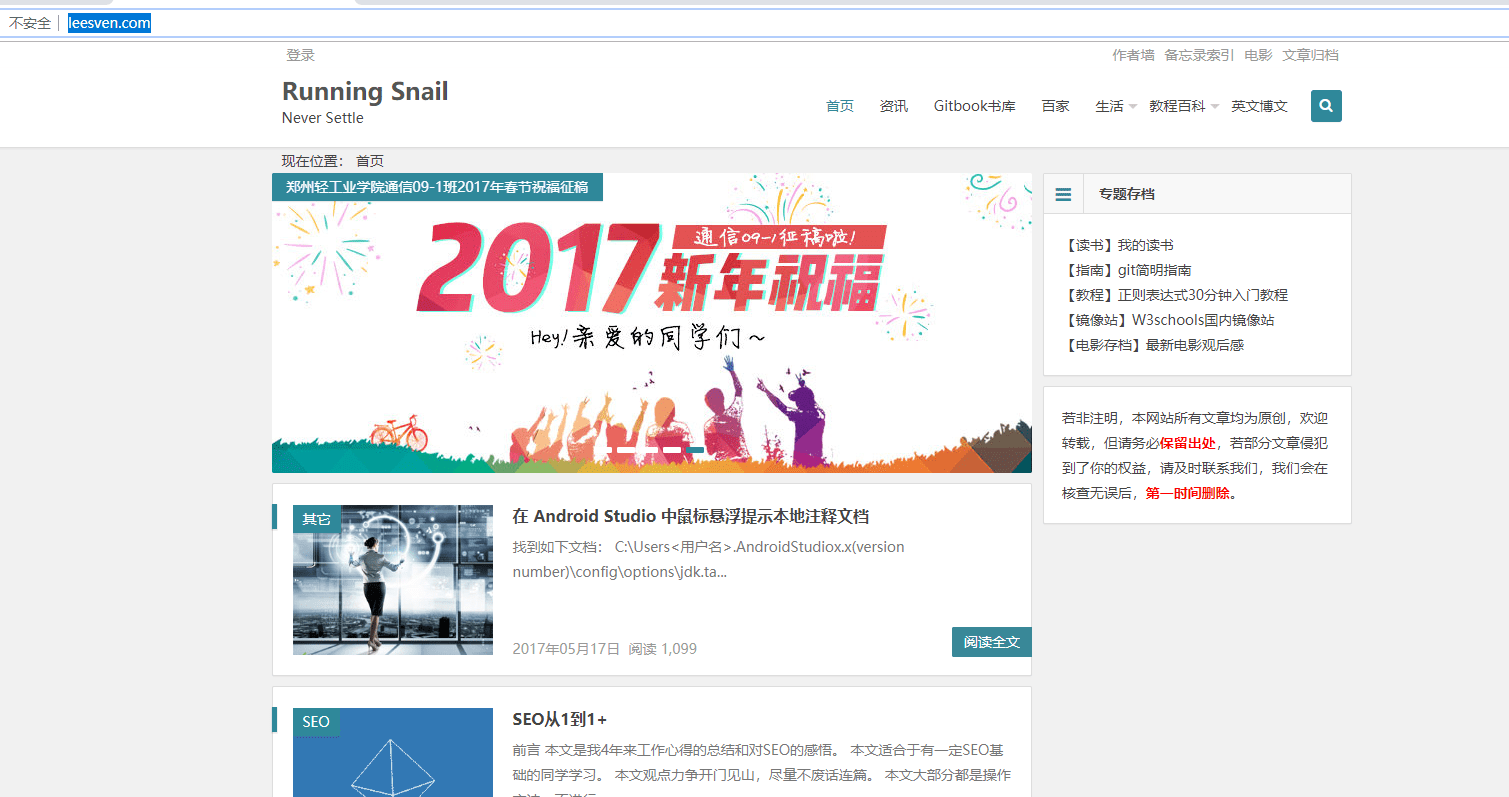 不安全 | leesven.com
登录
作者墙 备忘录索引 电影 文章归档
Running Snail
Never Settle
首页 资讯 Gitbook书库 百家 生活 教程百科 英文博文
现在位置： 首页
郑州轻工业学院通信09-1班2017年春节祝福征稿
2017
通信09-1征稿啦!
新年祝福
Hey!亲爱的同学们~
其它
在 Android Studio 中鼠标悬浮提示本地注释文档
找到如下文档： C:\Users<用户名>.AndroidStudiox.x(version
number)\config\options\jdk.ta...
2017年05月17日 阅读 1,099
阅读全文
SEO
SEO从1到1+
前言 本文是我4年来工作心得的总结和对SEO的感悟。 本文适合于有一定SEO基
础的同学学习。 本文观点力争开门见山，尽量不废话连篇。 本文大部分都是操作
专题存档
【读书】我的读书
【指南】git简明指南
【教程】正则表达式30分钟入门教程
【镜像站】W3schools国内镜像站
【电影存档】最新电影观后感
若非注明，本网站所有文章均为原创，欢迎
转载，但请务必保留出处，若部分文章侵犯
到了你的权益，请及时联系我们，我们会在
核查无误后，第一时间删除。